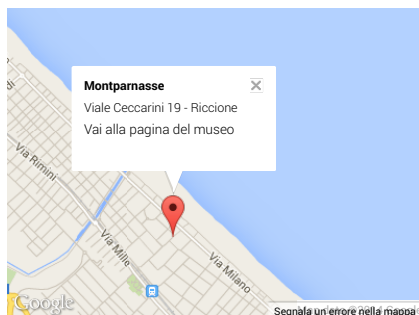 Montparnasse
Viale Ceccarini 19 - Riccione
Vai alla pagina del museo
Via Rimini
Via Mille
Via Milano
Google
Segnala un errore nella mappa